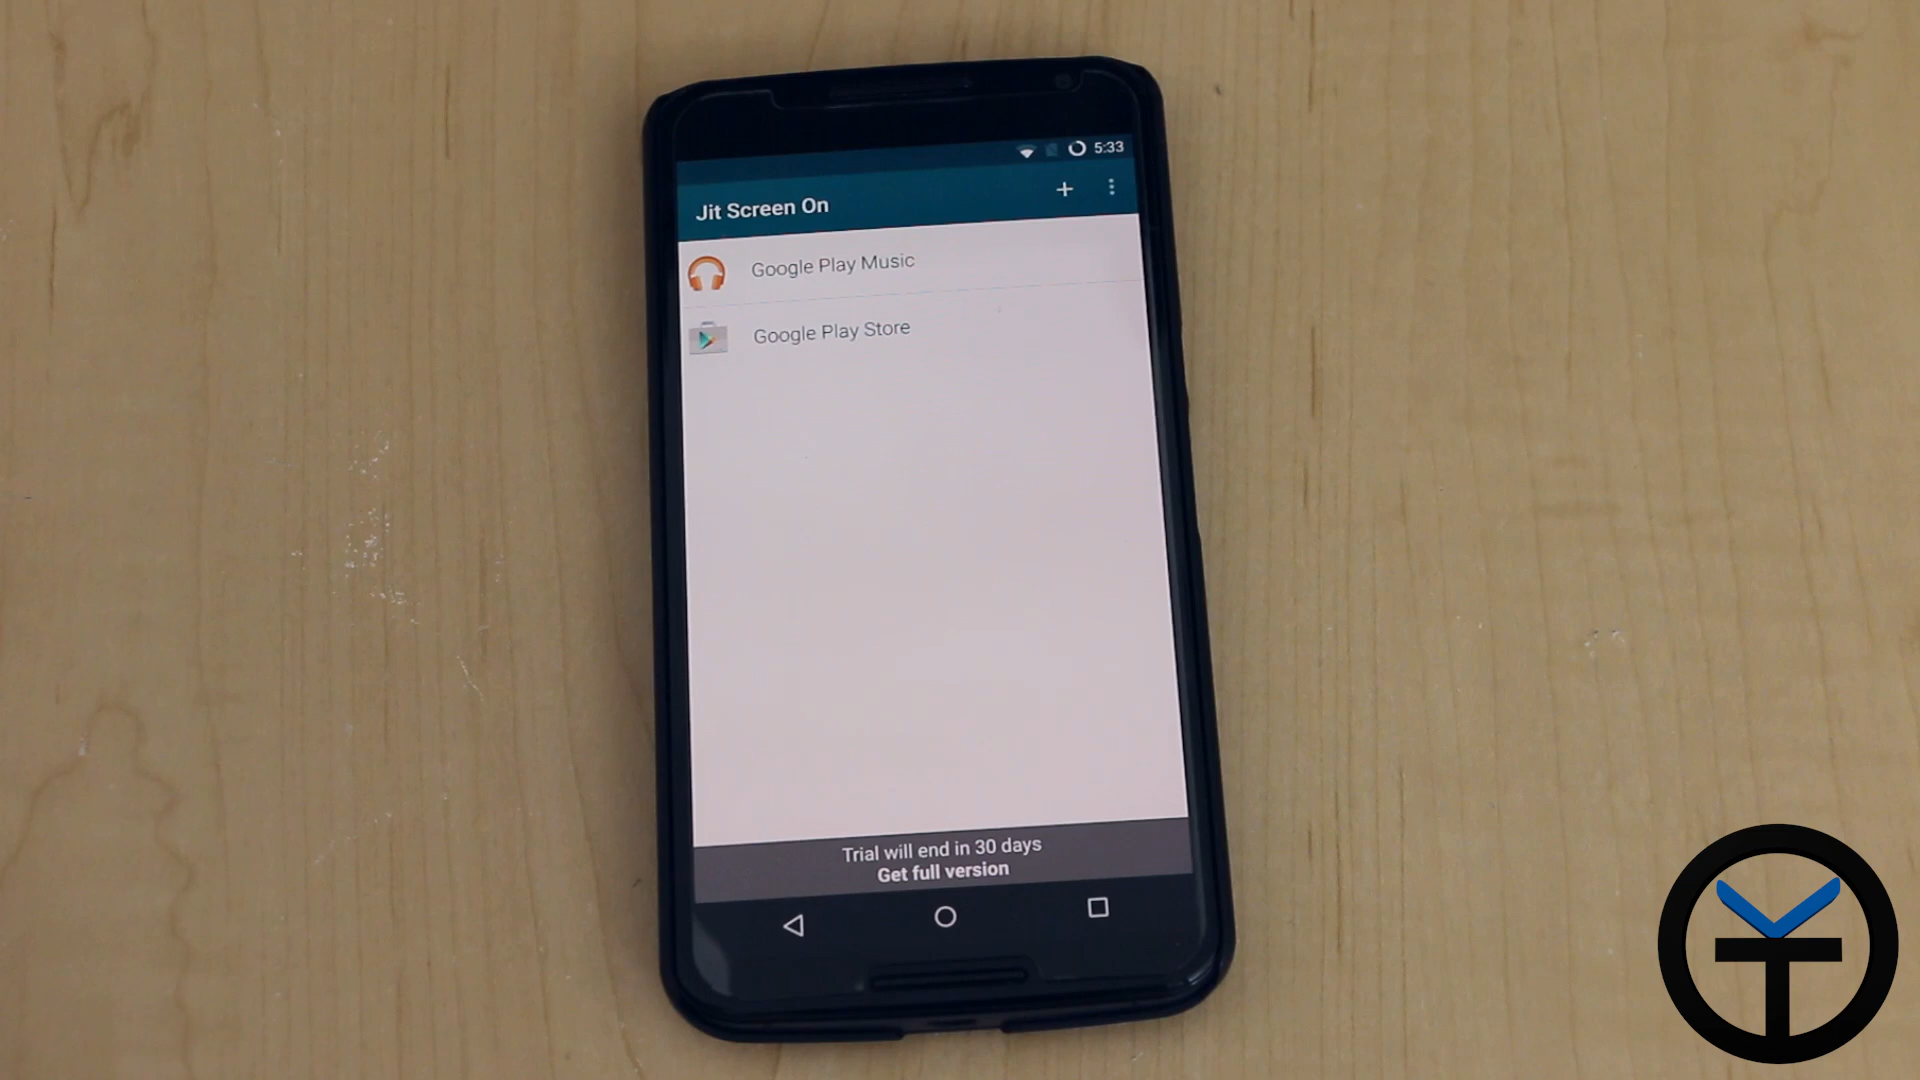 5:33
Jit Screen On
Google Play Music
Google Play Store
Trial will end in 30 days
Get full version